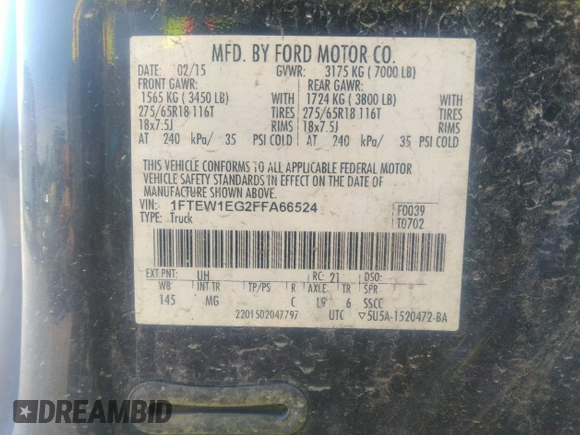 MFD. BY FORD MOTOR CO.
DATE: 02/15 GVWR: 3175 KG ( 7000 LB)
FRONT GAWR: REAR GAWR:
1565 KG ( 3450 LB) WITH 1724 KG ( 3800 LB) WITH
275/65R18 116T TIRES 275/65R18 116T TIRES
18x7.5J RIMS 18x7.5J RIMS
AT 240 kPa/ 35 PSI COLD AT 240 kPa/ 35 PSI COLD
THIS VEHICLE CONFORMS TO ALL APPLICABLE FEDERAL MOTOR
VEHICLE SAFETY STANDARDS IN EFFECT ON THE DATE OF
MANUFACTURE SHOWN ABOVE.
VIN: 1FTEW1EG2FFA66524 F0039
TYPE: Truck T0702
EXT PNT: UH RC: 21 DSO:
WB INT TR TP/PS R AXLE TR SPR
145 MG C L9 6 SSCC
2201502047797 UTC ▽5U5A-1520472-BA
DREAMBID